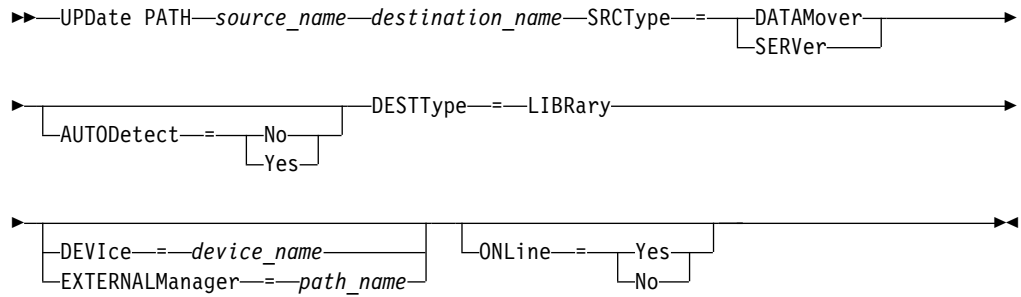 ►►—UPDate PATH—source_name—destination_name—SRCType—=—DATAMover—►
SERVer
►—AUTODetect—=—No—DESTType—=—LIBRary—►
Yes
►—DEVIce—=—device_name—ONLine—=—Yes—►◄
EXTERNALManager—=—path_name—No